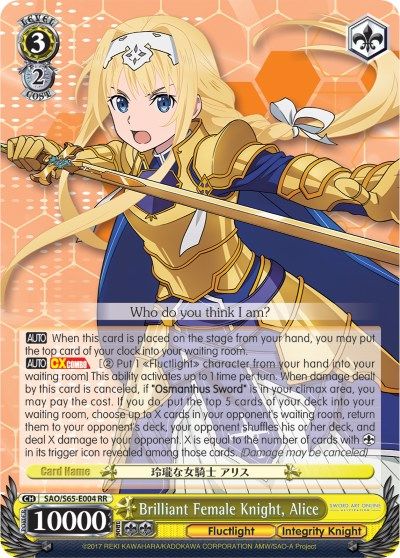 LEVEL
3
2
COST
Who do you think I am?
AUTO When this card is placed on the stage from your hand, you may put
the top card of your clock into your waiting room.
AUTO CX COMBO [② Put 1 «Fluctlight» character from your hand into your
waiting room] This ability activates up to 1 time per turn. When damage dealt
by this card is canceled, if "Osmanthus Sword" is in your climax area, you
may pay the cost. If you do, put the top 5 cards of your deck into your
waiting room, choose up to X cards in your opponent's waiting room, return
them to your opponent's deck, your opponent shuffles his or her deck, and
deal X damage to your opponent. X is equal to the number of cards with
in its trigger icon revealed among those cards. (Damage may be canceled)
Card Name 玲瓏な女騎士 アリス
CH SAO/S65-E004 RR
Brilliant Female Knight, Alice
POWER 10000 SOUL
SWORD ART ONLINE
Fluctlight Integrity Knight
©2017 REKI KAWAHARA/KADOKAWA CORPORATION AMW/SAO-A Project